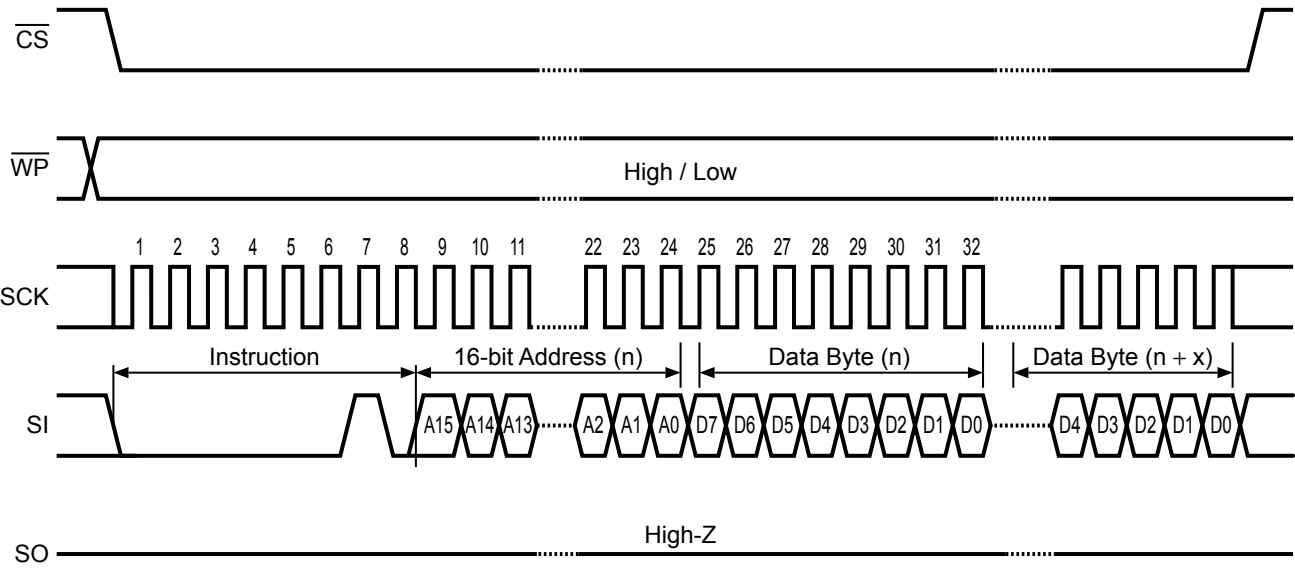 CS
WP
High / Low
1 2 3 4 5 6 7 8 9 10 11 22 23 24 25 26 27 28 29 30 31 32
SCK
Instruction 16-bit Address (n) Data Byte (n) Data Byte (n + x)
SI A15 A14 A13 A2 A1 A0 D7 D6 D5 D4 D3 D2 D1 D0 D4 D3 D2 D1 D0
High-Z
SO